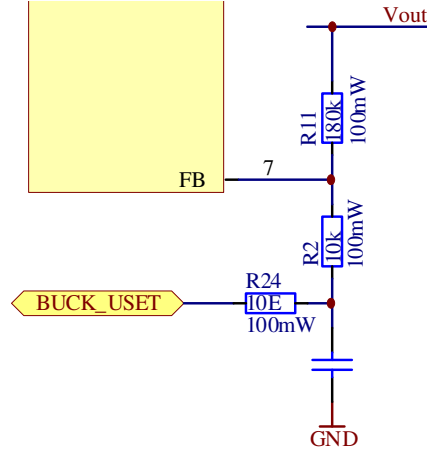 Vout
R11
180k
100mW
FB
7
R2
10k
100mW
R24
BUCK_USET
10E
100mW
GND